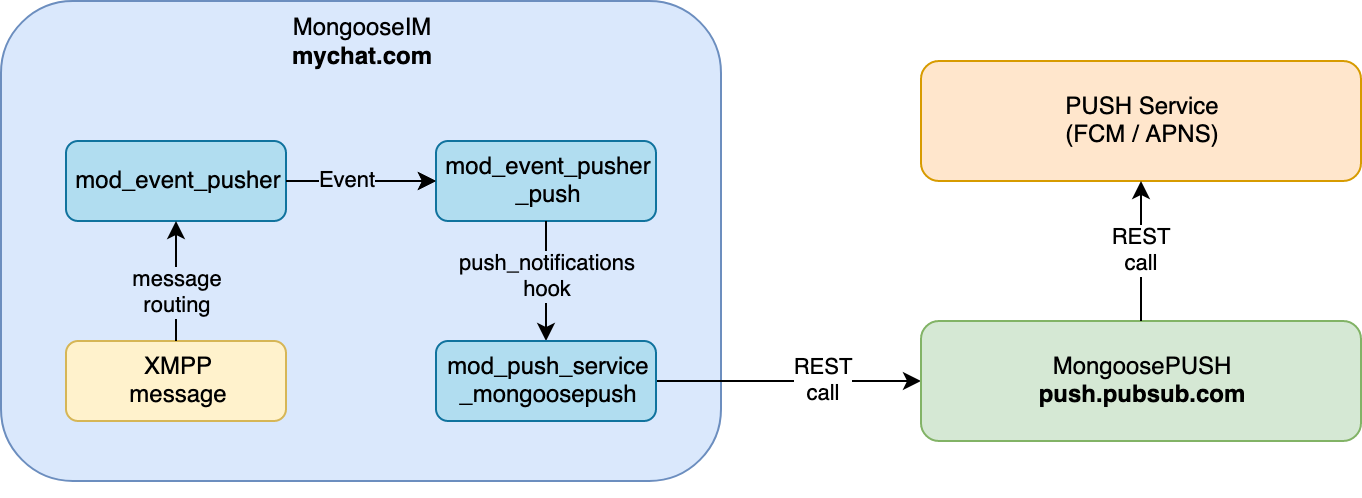 MongooseIM
mychat.com
mod_event_pusher
Event
mod_event_pusher
_push
message
routing
push_notifications
hook
XMPP
message
mod_push_service
_mongoosepush
REST
call
PUSH Service
(FCM / APNS)
REST
call
MongoosePUSH
push.pubsub.com